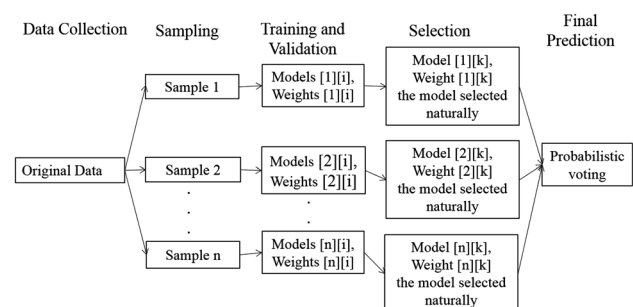 Data Collection
Sampling
Training and
Validation
Selection
Final
Prediction
Original Data
Sample 1
Models [1][i],
Weights [1][i]
Model [1][k],
Weight [1][k]
the model selected
naturally
Sample 2
Models [2][i],
Weights [2][i]
Model [2][k],
Weight [2][k]
the model selected
naturally
Probabilistic
voting
Sample n
Models [n][i],
Weights [n][i]
Model [n][k],
Weight [n][k]
the model selected
naturally